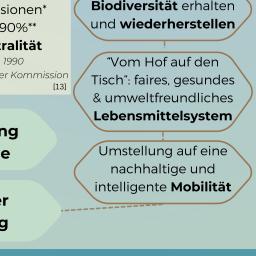 sionen*
90%**
tralität
1990
er Kommission
[13]
ng
e
er
g
Biodiversität erhalten
und wiederherstellen
"Vom Hof auf den
Tisch": faires, gesundes
& umweltfreundliches
Lebensmittelsystem
Umstellung auf eine
nachhaltige und
intelligente Mobilität